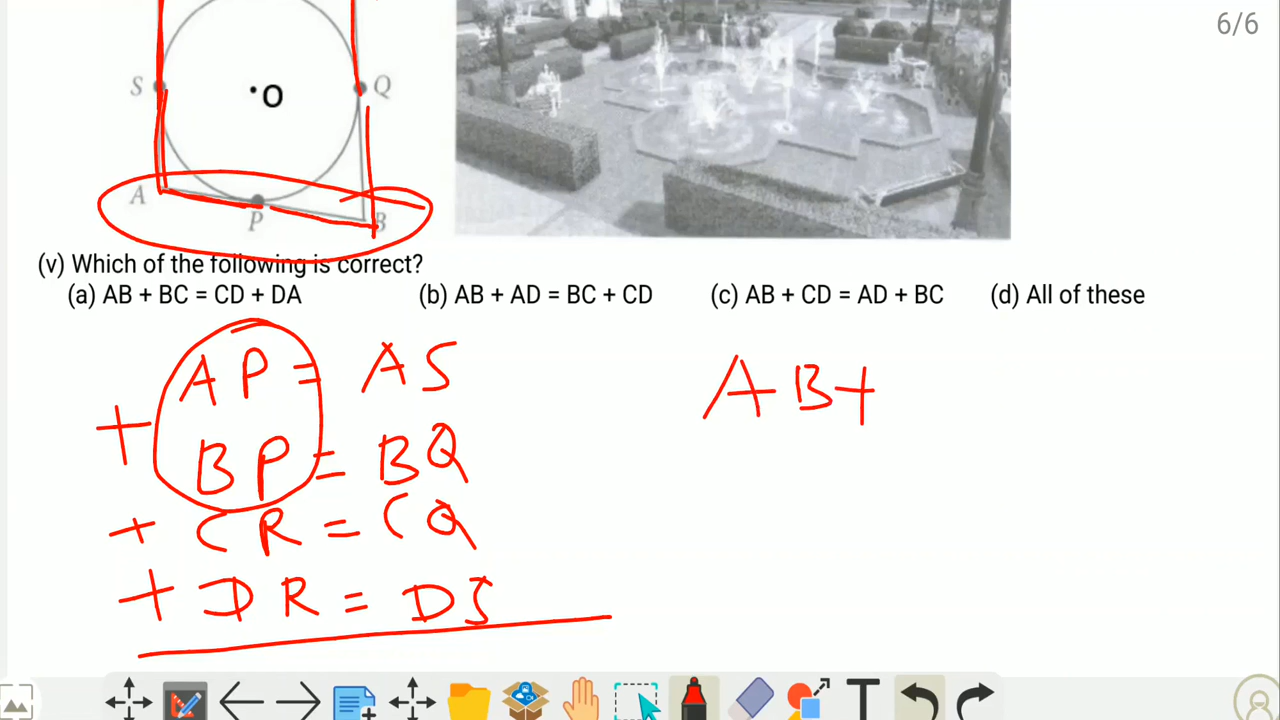 6/6
S
Q
O
A
P
B
(v) Which of the following is correct?
(a) AB + BC = CD + DA (b) AB + AD = BC + CD (c) AB + CD = AD + BC (d) All of these
AP = AS
AB+
+ BP = BQ
+ CR = CQ
+ DR = DS
T